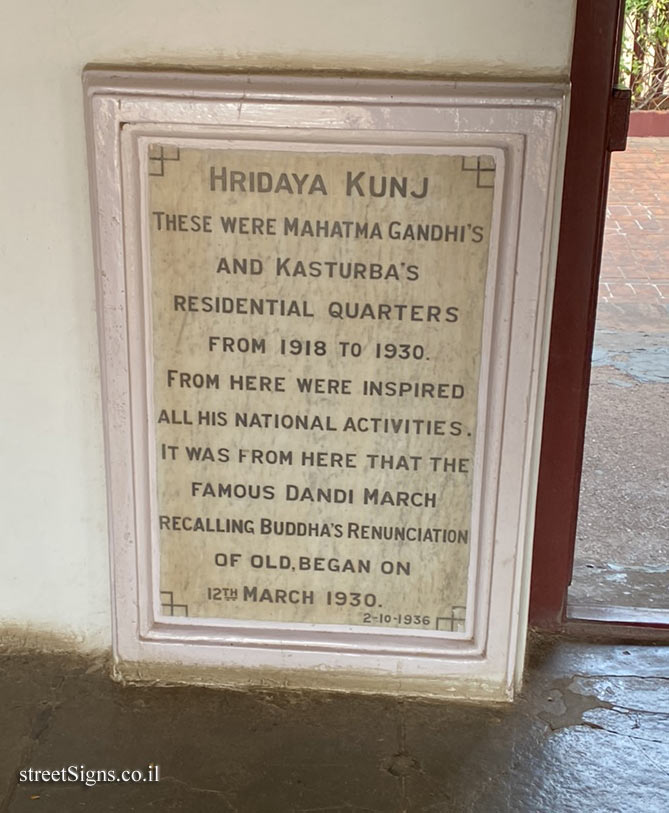 HRIDAYA KUNJ
THESE WERE MAHATMA GANDHI'S
AND KASTURBA'S
RESIDENTIAL QUARTERS
FROM 1918 TO 1930.
FROM HERE WERE INSPIRED
ALL HIS NATIONAL ACTIVITIES.
IT WAS FROM HERE THAT THE
FAMOUS DANDI MARCH
RECALLING BUDDHA'S RENUNCIATION
OF OLD, BEGAN ON
12TH MARCH 1930.
2-10-1936
streetSigns.co.il